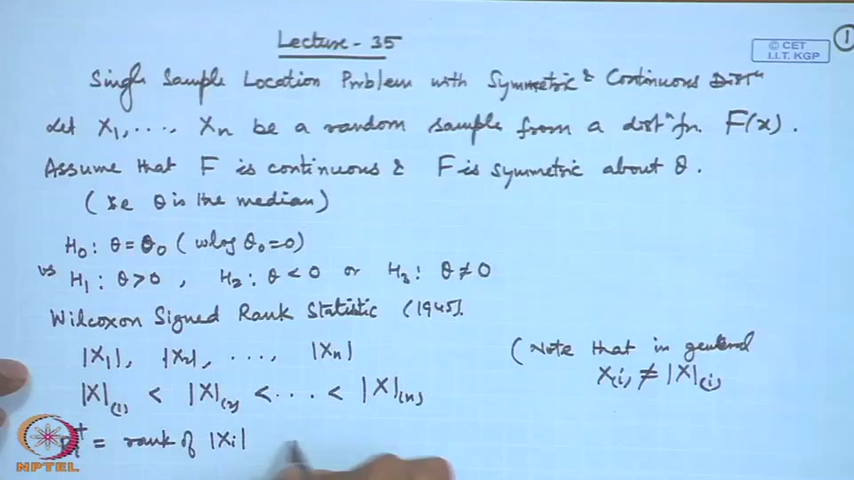 Lecture - 35
© CET
I.I.T. KGP
1
Single Sample Location Problem with Symmetric & Continuous Distⁿ
Let X₁, ..., Xₙ be a random sample from a distⁿ fn. F(x).
Assume that F is continuous & F is symmetric about θ.
(ie θ is the median)
H₀: θ = θ₀ (wlog θ₀ = 0)
vs H₁: θ > 0, H₂: θ < 0 or H₃: θ ≠ 0
Wilcoxon Signed Rank Statistic (1945).
|X₁|, |X₂|, ...., |Xₙ|
(Note that in general
|X|₍₁₎ < |X|₍₂₎ < ... < |X|₍ₙ₎
X₍ᵢ₎ ≠ |X|₍ᵢ₎
Rᵢ⁺ = rank of |Xᵢ|
NPTEL